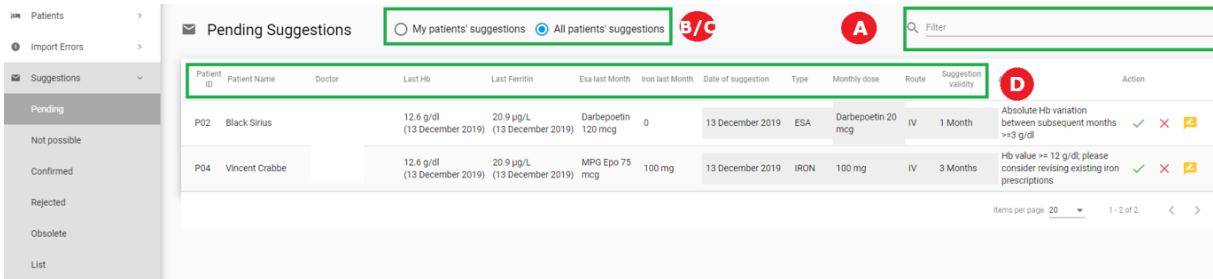 Patients
Import Errors
Suggestions
Pending
Not possible
Confirmed
Rejected
Obsolete
List
Pending Suggestions
My patients' suggestions
All patients' suggestions
B/C
A
Filter
Patient ID Patient Name Doctor Last Hb Last Ferritin Esa last Month Iron last Month Date of suggestion Type Monthly dose Route Suggestion validity
D
Action
P02 Black Sirius
12.6 g/dl
(13 December 2019)
20.9 µg/L
(13 December 2019)
Darbepoetin
120 mcg
0
13 December 2019
ESA
Darbepoetin 20
mcg
IV
1 Month
Absolute Hb variation
between subsequent months
>=3 g/dl
P04 Vincent Crabbe
12.6 g/dl
(13 December 2019)
20.9 µg/L
(13 December 2019)
MPG Epo 75
mcg
100 mg
13 December 2019
IRON
100 mg
IV
3 Months
Hb value >= 12 g/dl; please
consider revising existing iron
prescriptions
Items per page 20
1 - 2 of 2